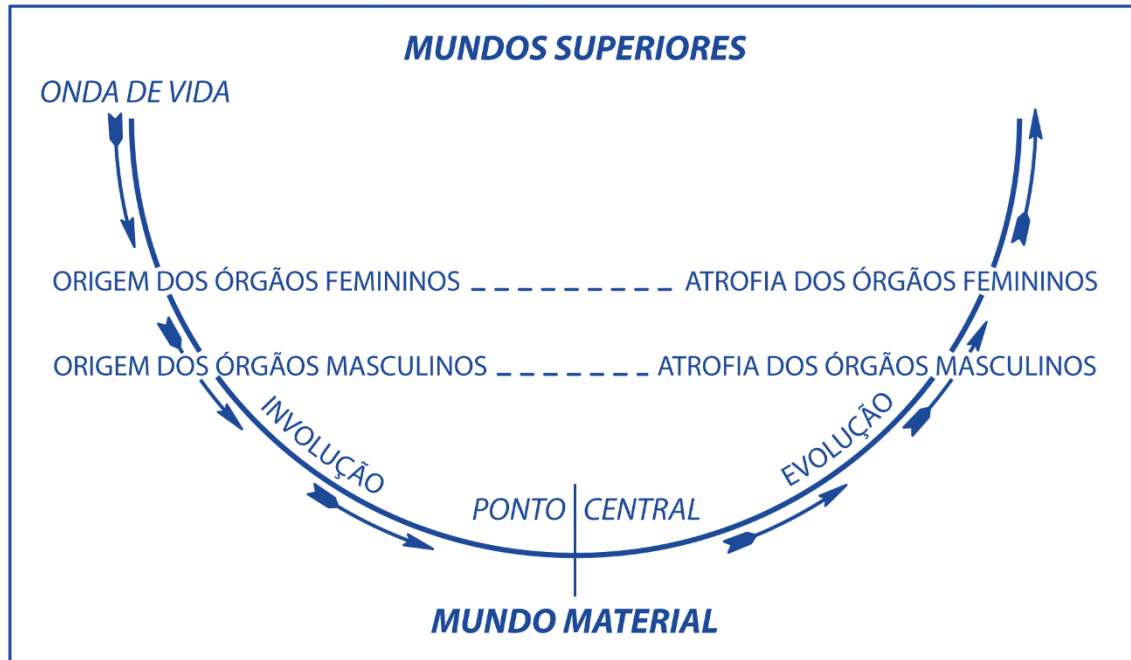 MUNDOS SUPERIORES
ONDA DE VIDA
ORIGEM DOS ÓRGÃOS FEMININOS
ATROFIA DOS ÓRGÃOS FEMININOS
ORIGEM DOS ÓRGÃOS MASCULINOS
ATROFIA DOS ÓRGÃOS MASCULINOS
INVOLUÇÃO
EVOLUÇÃO
PONTO CENTRAL
MUNDO MATERIAL